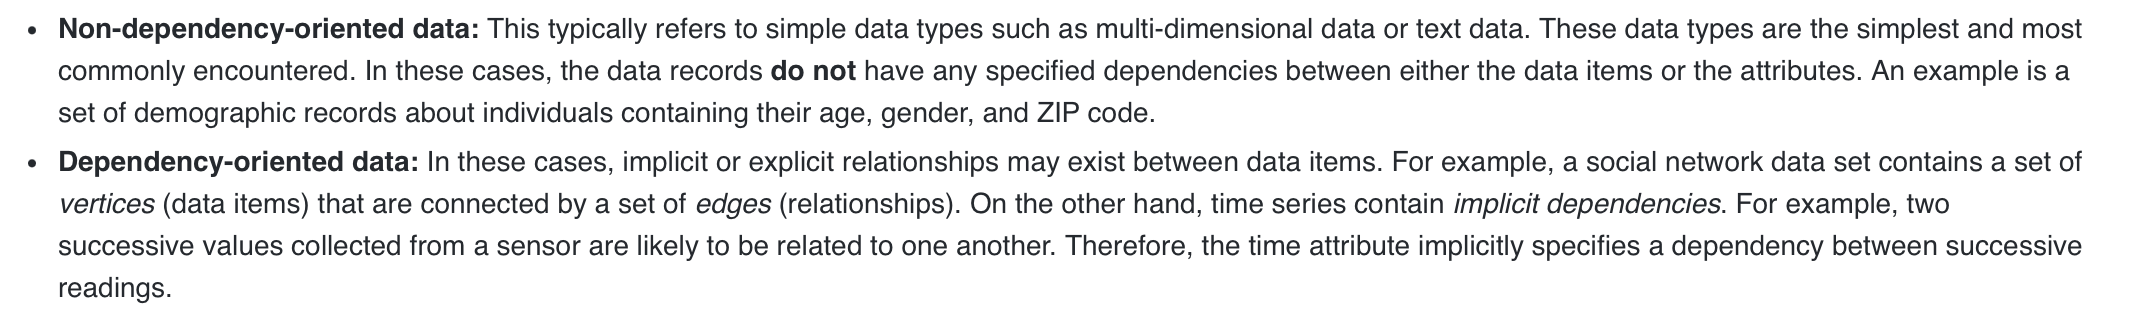 • Non-dependency-oriented data: This typically refers to simple data types such as multi-dimensional data or text data. These data types are the simplest and most
commonly encountered. In these cases, the data records do not have any specified dependencies between either the data items or the attributes. An example is a
set of demographic records about individuals containing their age, gender, and ZIP code.
• Dependency-oriented data: In these cases, implicit or explicit relationships may exist between data items. For example, a social network data set contains a set of
vertices (data items) that are connected by a set of edges (relationships). On the other hand, time series contain implicit dependencies. For example, two
successive values collected from a sensor are likely to be related to one another. Therefore, the time attribute implicitly specifies a dependency between successive
readings.